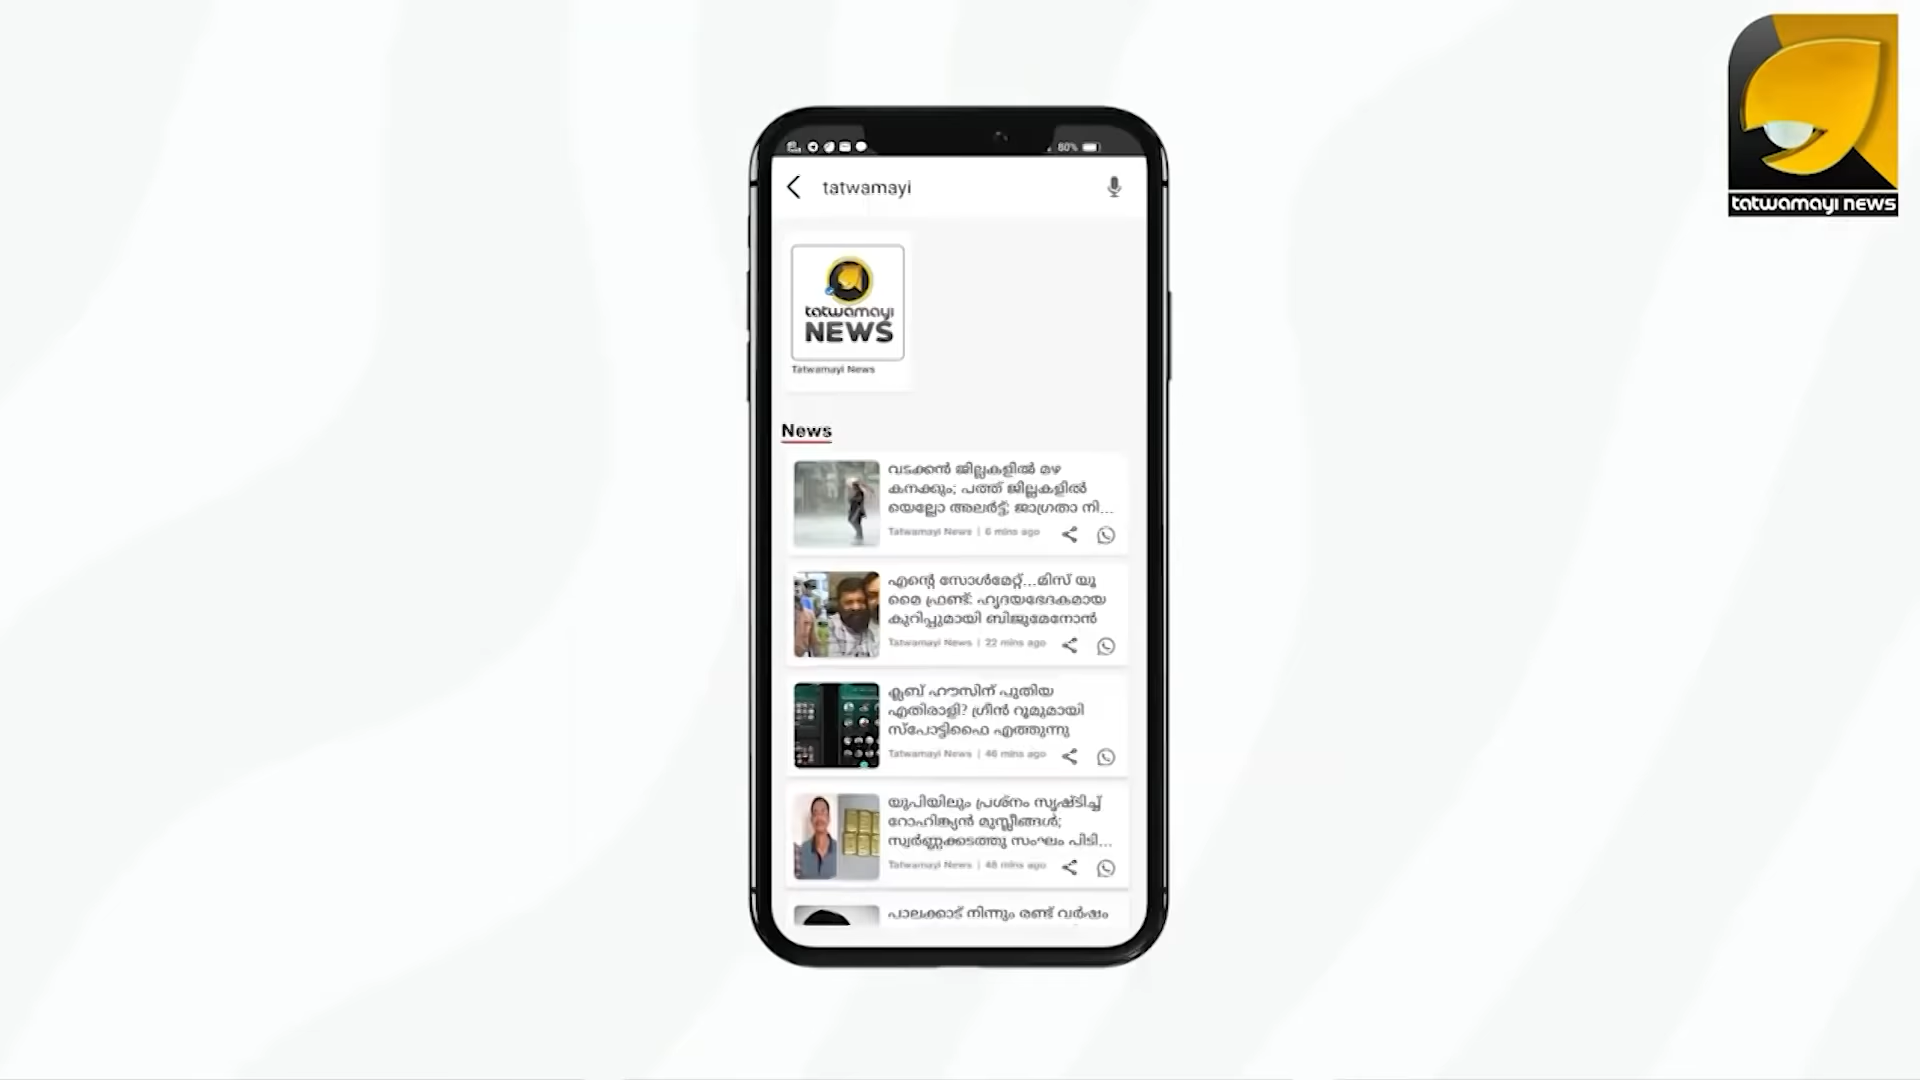 80%
tatwamayi
tatwamayi news
tatwamayi
NEWS
Tatwamayi News
News
വടക്കൻ ജില്ലകളിൽ മഴ
കനക്കും; പത്ത് ജില്ലകളിൽ
യെല്ലോ അലർട്ട്; ജാഗ്രതാ നി...
Tatwamayi News | 6 mins ago
എന്റെ സോൾമേറ്റ്...മിസ് യൂ
മൈ ഫ്രണ്ട്: ഹൃദയഭേദകമായ
കുറിപ്പുമായി ബിജുമേനോൻ
Tatwamayi News | 22 mins ago
ക്ലബ് ഹൗസിന് പുതിയ
എതിരാളി? ഗ്രീൻ റൂമുമായി
സ്പോട്ടിഫൈ എത്തുന്നു
Tatwamayi News | 46 mins ago
യുപിയിലും പ്രശ്നം സൃഷ്ടിച്ച്
റോഹിങ്ക്യൻ മുസ്ലീങ്ങൾ;
സ്വർണ്ണക്കടത്തു സംഘം പിടി...
Tatwamayi News | 48 mins ago
പാലക്കാട് നിന്നും രണ്ട് വർഷം